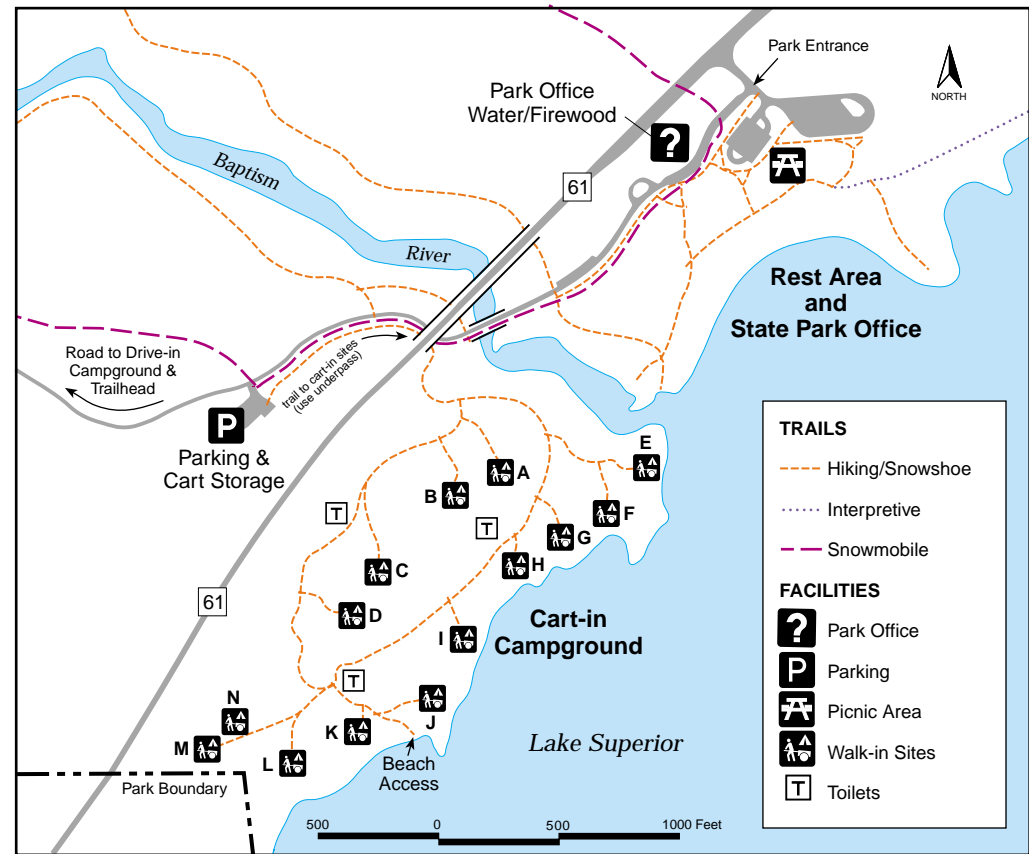 Park Entrance
NORTH
Park Office
Water/Firewood
?
61
Baptism
River
Rest Area
and
State Park Office
Road to Drive-in
Campground &
Trailhead
trail to cart-in sites
(use underpass)
P
Parking &
Cart Storage
E
A
B
F
T
T
G
H
C
61
D
I
Cart-in
Campground
T
N
J
K
M
L
Beach
Access
Lake Superior
Park Boundary
500 0 500 1000 Feet
TRAILS
Hiking/Snowshoe
Interpretive
Snowmobile
FACILITIES
? Park Office
P Parking
Picnic Area
Walk-in Sites
T Toilets